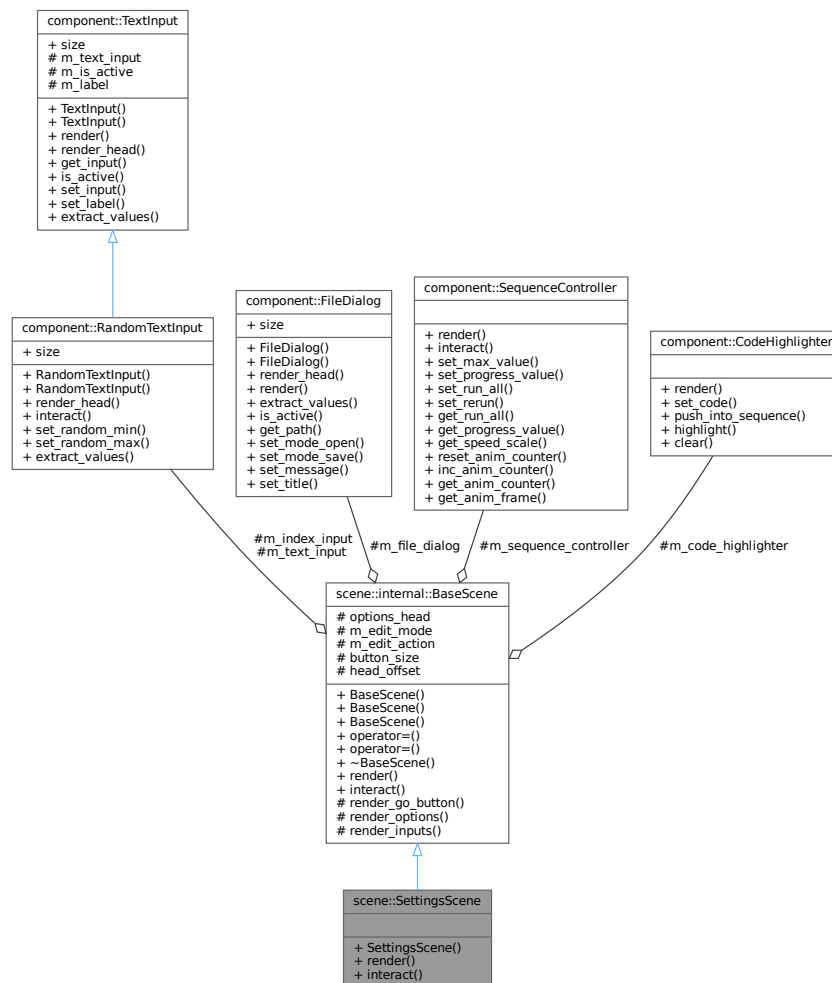 component::TextInput
+ size
# m_text_input
# m_is_active
# m_label
+ TextInput()
+ TextInput()
+ render()
+ render_head()
+ get_input()
+ is_active()
+ set_input()
+ set_label()
+ extract_values()
component::RandomTextInput
+ size
+ RandomTextInput()
+ RandomTextInput()
+ render_head()
+ interact()
+ set_random_min()
+ set_random_max()
+ extract_values()
component::FileDialog
+ size
+ FileDialog()
+ FileDialog()
+ render_head()
+ render()
+ extract_values()
+ is_active()
+ get_path()
+ set_mode_open()
+ set_mode_save()
+ set_message()
+ set_title()
component::SequenceController
+ render()
+ interact()
+ set_max_value()
+ set_progress_value()
+ set_run_all()
+ set_rerun()
+ get_run_all()
+ get_progress_value()
+ get_speed_scale()
+ reset_anim_counter()
+ inc_anim_counter()
+ get_anim_counter()
+ get_anim_frame()
component::CodeHighlighter
+ render()
+ set_code()
+ push_into_sequence()
+ highlight()
+ clear()
#m_index_input
#m_text_input
#m_file_dialog
#m_sequence_controller
#m_code_highlighter
scene::internal::BaseScene
# options_head
# m_edit_mode
# m_edit_action
# button_size
# head_offset
+ BaseScene()
+ BaseScene()
+ BaseScene()
+ operator=()
+ operator=()
+ ~BaseScene()
+ render()
+ interact()
# render_go_button()
# render_options()
# render_inputs()
scene::SettingsScene
+ SettingsScene()
+ render()
+ interact()